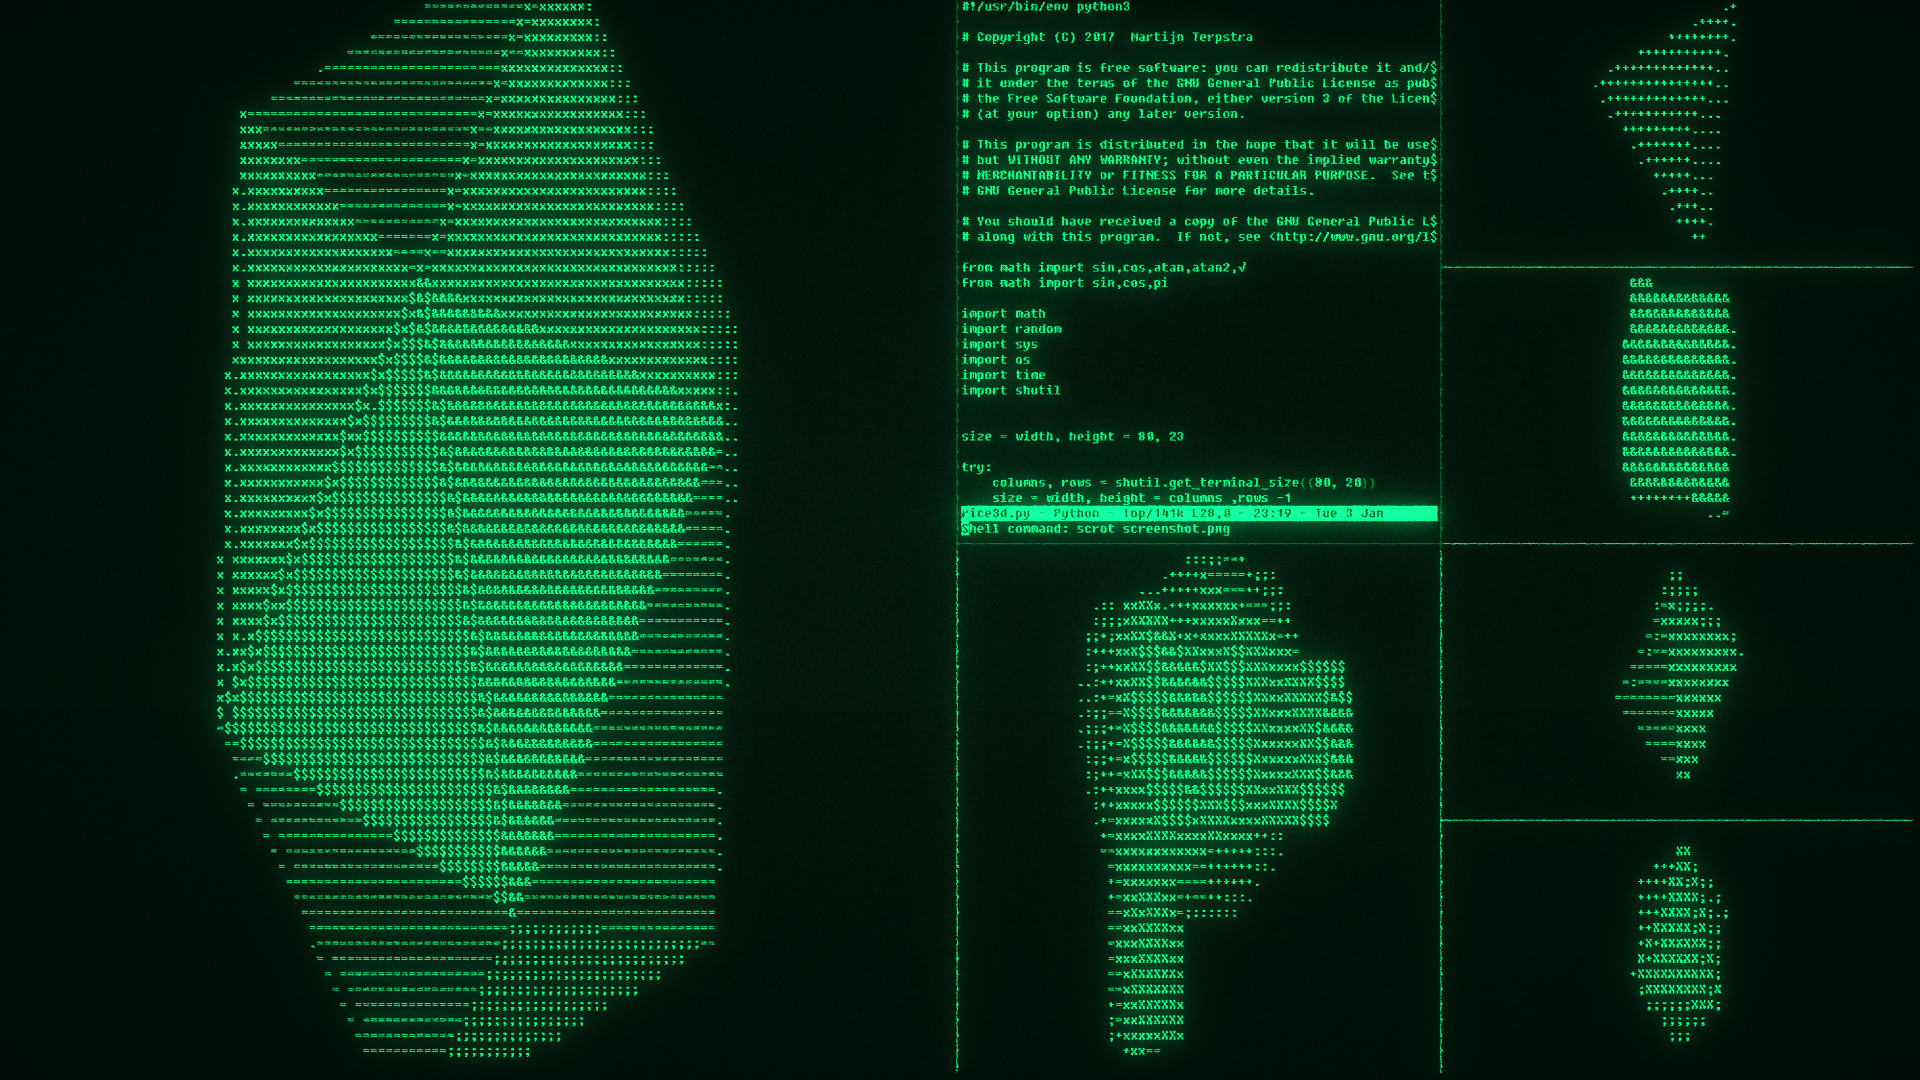 #!/usr/bin/env python3
# Copyright (C) 2017  Martijn Terpstra
# This program is free software: you can redistribute it and/$
# it under the terms of the GNU General Public License as pub$
# the Free Software Foundation, either version 3 of the Licen$
# (at your option) any later version.
# This program is distributed in the hope that it will be use$
# but WITHOUT ANY WARRANTY; without even the implied warranty$
# MERCHANTABILITY or FITNESS FOR A PARTICULAR PURPOSE.  See t$
# GNU General Public License for more details.
# You should have received a copy of the GNU General Public L$
# along with this program.  If not, see <http://www.gnu.org/l$
from math import sin,cos,atan,atan2,√
from math import sin,cos,pi
import math
import random
import sys
import os
import time
import shutil
size = width, height = 80, 23
try:
    columns, rows = shutil.get_terminal_size((80, 20))
    size = width, height = columns ,rows -1
rice3d.py - Python - Top/141k L28,0 - 23:19 - Tue 3 Jan
Shell command: scrot screenshot.png